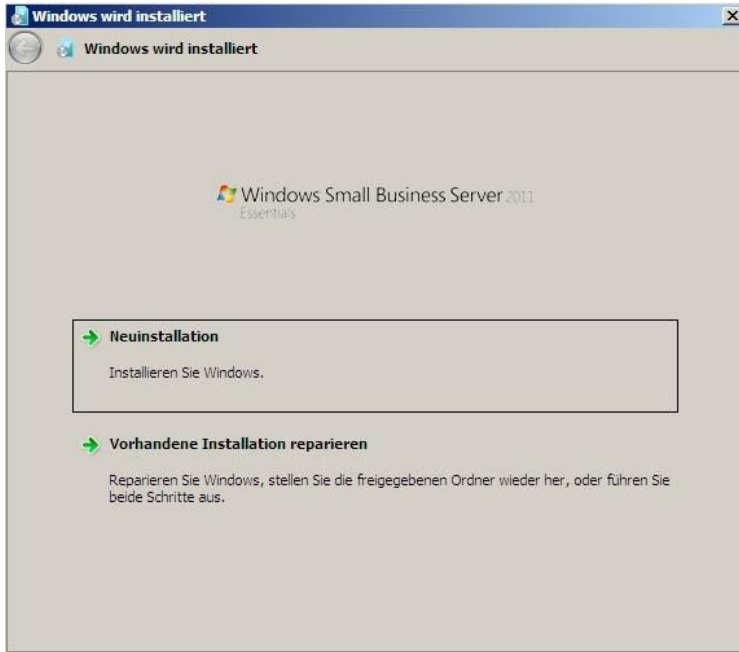 Windows wird installiert
Windows wird installiert
Windows Small Business Server 2011
Essentials
Neuinstallation
Installieren Sie Windows.
Vorhandene Installation reparieren
Reparieren Sie Windows, stellen Sie die freigegebenen Ordner wieder her, oder führen Sie
beide Schritte aus.